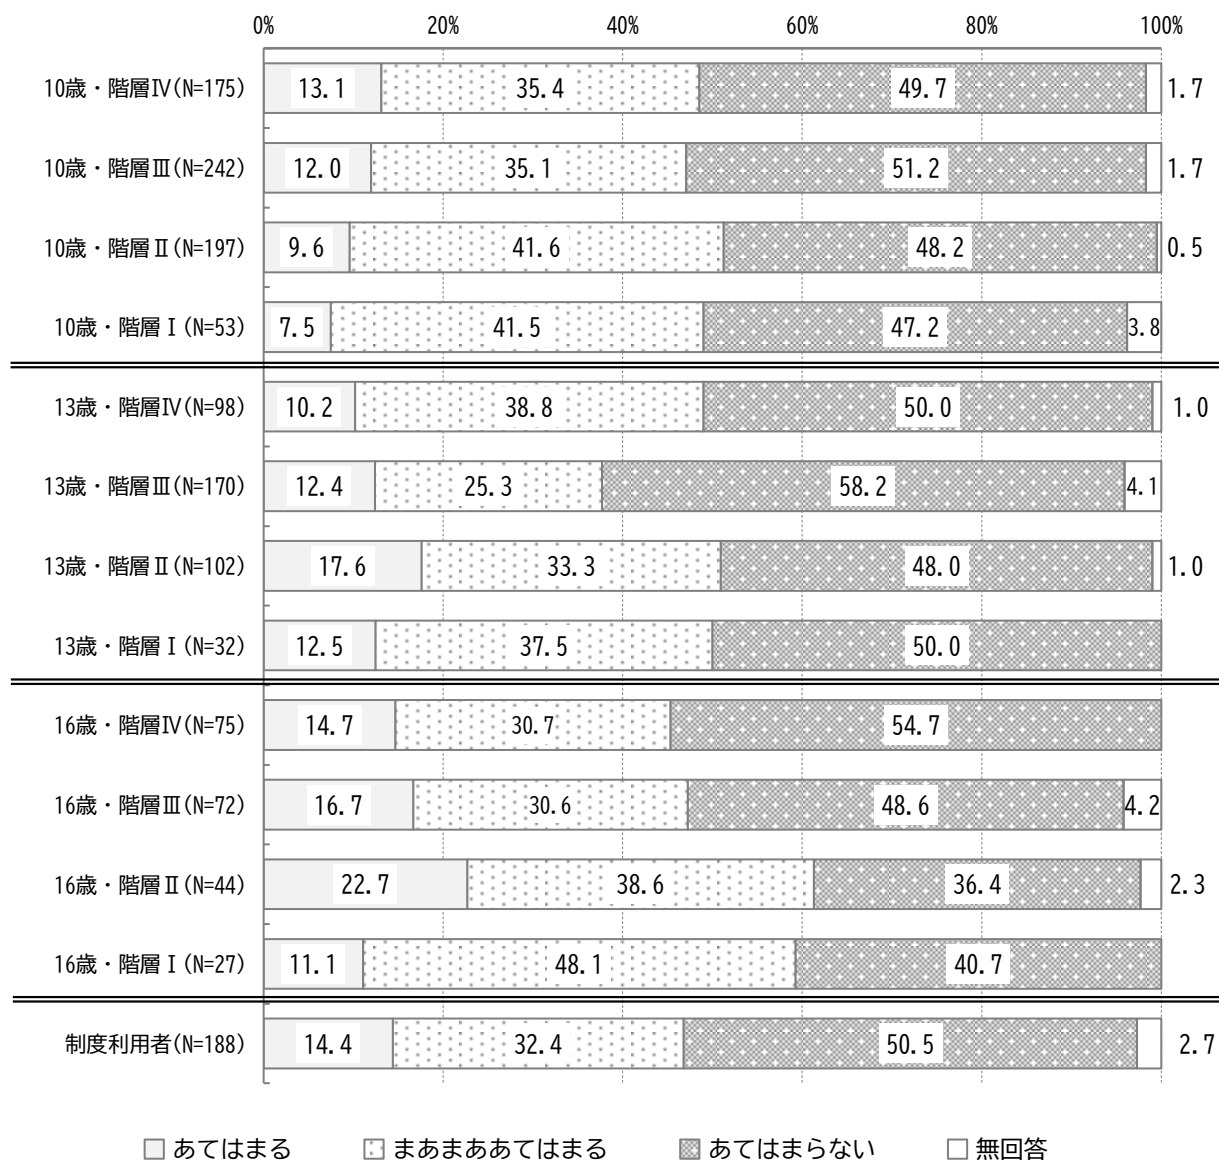 0% 20% 40% 60% 80% 100%
10歳・階層Ⅳ(N=175) 13.1 35.4 49.7 1.7
10歳・階層Ⅲ(N=242) 12.0 35.1 51.2 1.7
10歳・階層Ⅱ(N=197) 9.6 41.6 48.2 0.5
10歳・階層Ⅰ(N=53) 7.5 41.5 47.2 3.8
13歳・階層Ⅳ(N=98) 10.2 38.8 50.0 1.0
13歳・階層Ⅲ(N=170) 12.4 25.3 58.2 4.1
13歳・階層Ⅱ(N=102) 17.6 33.3 48.0 1.0
13歳・階層Ⅰ(N=32) 12.5 37.5 50.0
16歳・階層Ⅳ(N=75) 14.7 30.7 54.7
16歳・階層Ⅲ(N=72) 16.7 30.6 48.6 4.2
16歳・階層Ⅱ(N=44) 22.7 38.6 36.4 2.3
16歳・階層Ⅰ(N=27) 11.1 48.1 40.7
制度利用者(N=188) 14.4 32.4 50.5 2.7
あてはまる まあまああてはまる あてはまらない 無回答